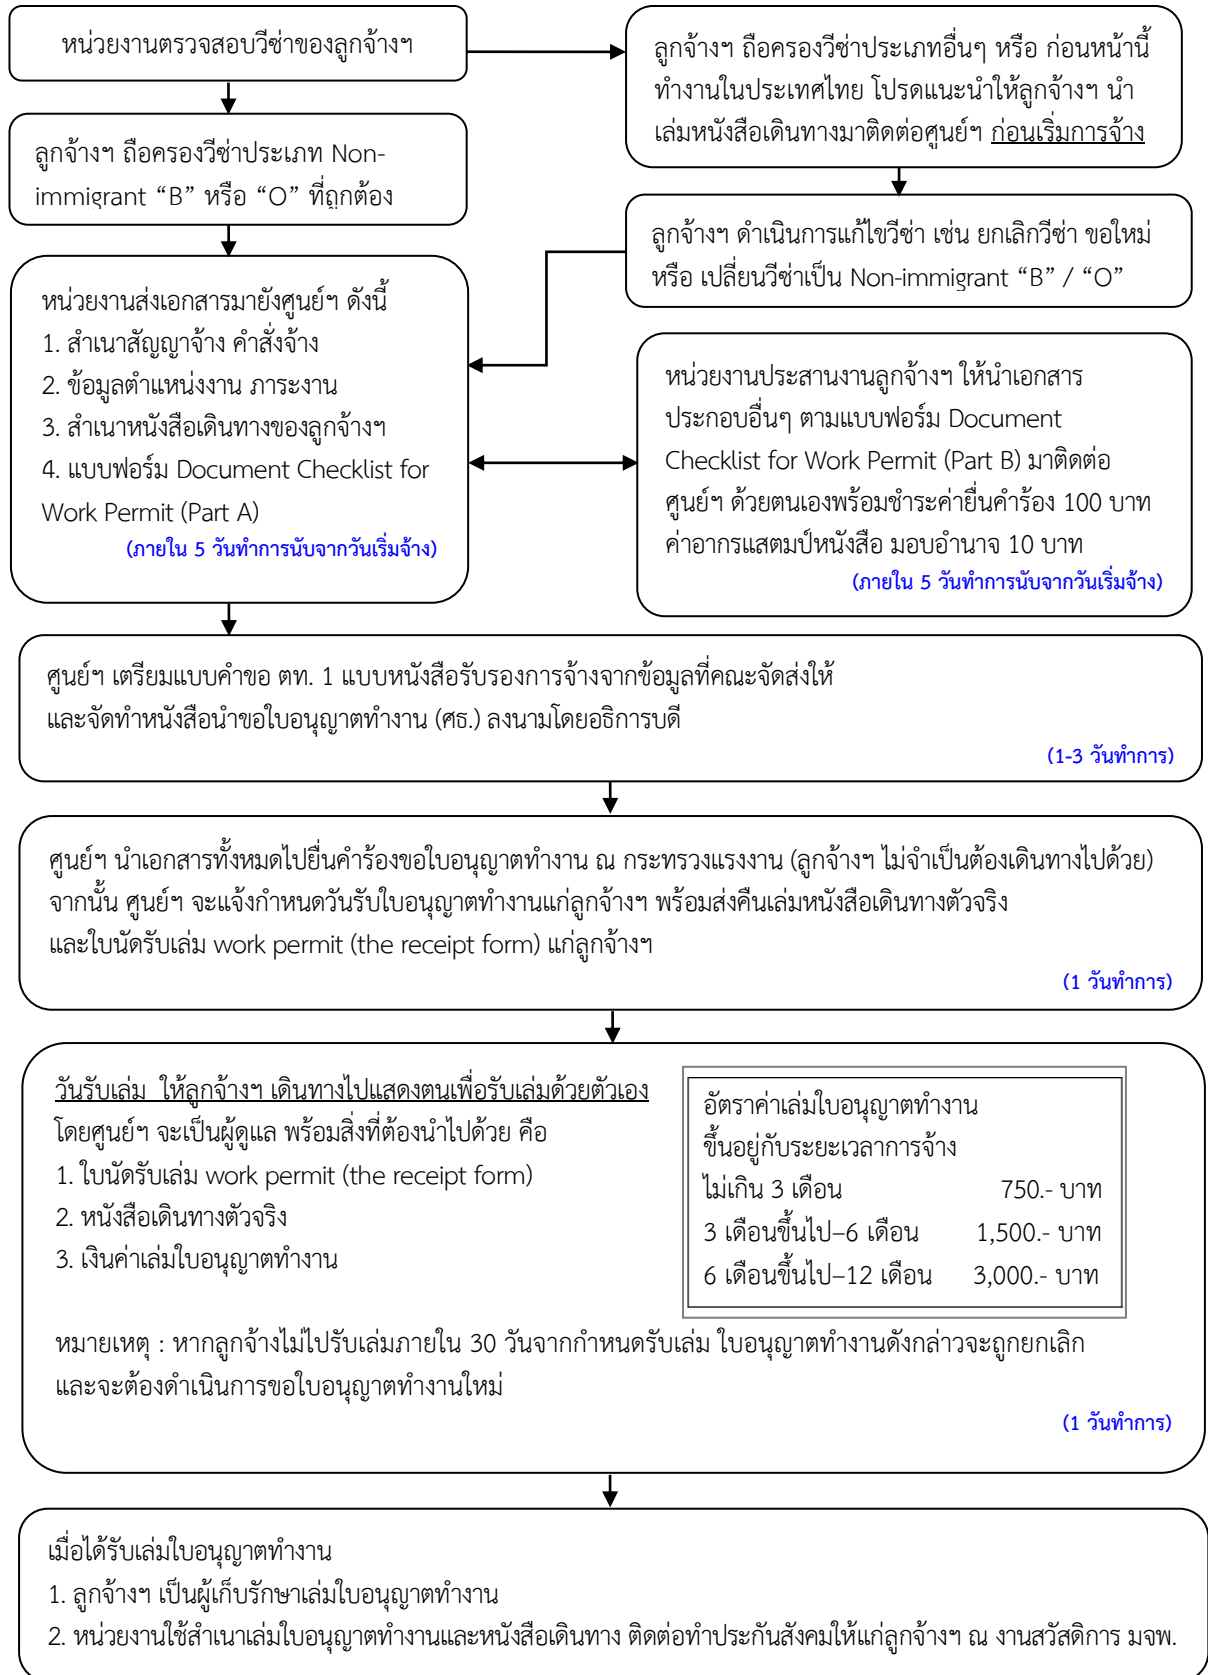 หน่วยงานตรวจสอบวีซ่าของลูกจ้างฯ
ลูกจ้างฯ ถือครองวีซ่าประเภทอื่นๆ หรือ ก่อนหน้านี้
ทำงานในประเทศไทย โปรดแนะนำให้ลูกจ้างฯ นำ
เล่มหนังสือเดินทางมาติดต่อศูนย์ฯ ก่อนเริ่มการจ้าง
ลูกจ้างฯ ถือครองวีซ่าประเภท Non-
immigrant “B” หรือ “O” ที่ถูกต้อง
ลูกจ้างฯ ดำเนินการแก้ไขวีซ่า เช่น ยกเลิกวีซ่า ขอใหม่
หรือ เปลี่ยนวีซ่าเป็น Non-immigrant “B” / “O”
หน่วยงานส่งเอกสารมายังศูนย์ฯ ดังนี้
1. สำเนาสัญญาจ้าง คำสั่งจ้าง
2. ข้อมูลตำแหน่งงาน ภาระงาน
3. สำเนาหนังสือเดินทางของลูกจ้างฯ
4. แบบฟอร์ม Document Checklist for
Work Permit (Part A)
(ภายใน 5 วันทำการนับจากวันเริ่มจ้าง)
หน่วยงานประสานงานลูกจ้างฯ ให้นำเอกสาร
ประกอบอื่นๆ ตามแบบฟอร์ม Document
Checklist for Work Permit (Part B) มาติดต่อ
ศูนย์ฯ ด้วยตนเองพร้อมชำระค่ายื่นคำร้อง 100 บาท
ค่าอากรแสตมป์หนังสือ มอบอำนาจ 10 บาท
(ภายใน 5 วันทำการนับจากวันเริ่มจ้าง)
ศูนย์ฯ เตรียมแบบคำขอ ตท. 1 แบบหนังสือรับรองการจ้างจากข้อมูลที่คณะจัดส่งให้
และจัดทำหนังสือนำขอใบอนุญาตทำงาน (ศธ.) ลงนามโดยอธิการบดี
(1-3 วันทำการ)
ศูนย์ฯ นำเอกสารทั้งหมดไปยื่นคำร้องขอใบอนุญาตทำงาน ณ กระทรวงแรงงาน (ลูกจ้างฯ ไม่จำเป็นต้องเดินทางไปด้วย)
จากนั้น ศูนย์ฯ จะแจ้งกำหนดวันรับใบอนุญาตทำงานแก่ลูกจ้างฯ พร้อมส่งคืนเล่มหนังสือเดินทางตัวจริง
และใบนัดรับเล่ม work permit (the receipt form) แก่ลูกจ้างฯ
(1 วันทำการ)
วันรับเล่ม ให้ลูกจ้างฯ เดินทางไปแสดงตนเพื่อรับเล่มด้วยตัวเอง
โดยศูนย์ฯ จะเป็นผู้ดูแล พร้อมสิ่งที่ต้องนำไปด้วย คือ
1. ใบนัดรับเล่ม work permit (the receipt form)
2. หนังสือเดินทางตัวจริง
3. เงินค่าเล่มใบอนุญาตทำงาน
อัตราค่าเล่มใบอนุญาตทำงาน
ขึ้นอยู่กับระยะเวลาการจ้าง
ไม่เกิน 3 เดือน 750.- บาท
3 เดือนขึ้นไป–6 เดือน 1,500.- บาท
6 เดือนขึ้นไป–12 เดือน 3,000.- บาท
หมายเหตุ : หากลูกจ้างไม่ไปรับเล่มภายใน 30 วันจากกำหนดรับเล่ม ใบอนุญาตทำงานดังกล่าวจะถูกยกเลิก
และจะต้องดำเนินการขอใบอนุญาตทำงานใหม่
(1 วันทำการ)
เมื่อได้รับเล่มใบอนุญาตทำงาน
1. ลูกจ้างฯ เป็นผู้เก็บรักษาเล่มใบอนุญาตทำงาน
2. หน่วยงานใช้สำเนาเล่มใบอนุญาตทำงานและหนังสือเดินทาง ติดต่อทำประกันสังคมให้แก่ลูกจ้างฯ ณ งานสวัสดิการ มจพ.